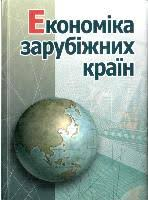 Економіка
зарубіжних
країн